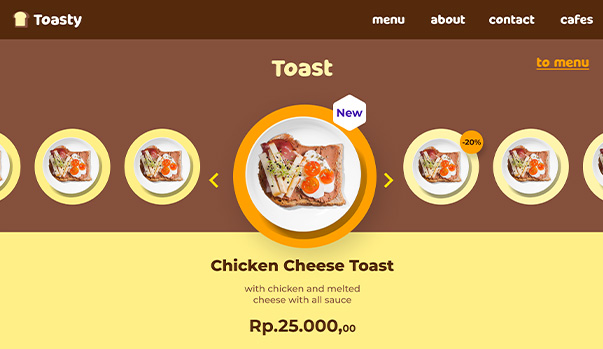 Toasty
menu about contact cafes
Toast
to menu
New
-20%
Chicken Cheese Toast
with chicken and melted
cheese with all sauce
Rp.25.000,00